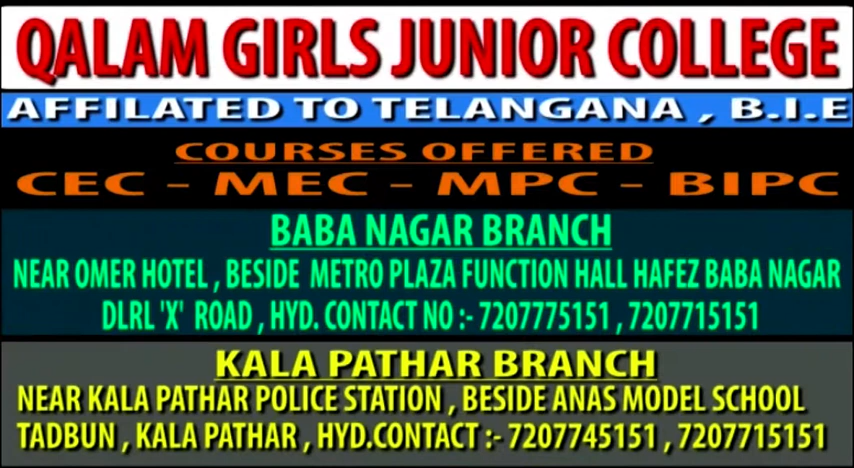 QALAM GIRLS JUNIOR COLLEGE
AFFILATED TO TELANGANA , B.I.E
COURSES OFFERED
CEC - MEC - MPC - BIPC
BABA NAGAR BRANCH
NEAR OMER HOTEL , BESIDE METRO PLAZA FUNCTION HALL HAFEZ BABA NAGAR
DLRL 'X' ROAD , HYD. CONTACT NO :- 7207775151 , 7207715151
KALA PATHAR BRANCH
NEAR KALA PATHAR POLICE STATION , BESIDE ANAS MODEL SCHOOL
TADBUN , KALA PATHAR , HYD.CONTACT :- 7207745151 , 7207715151